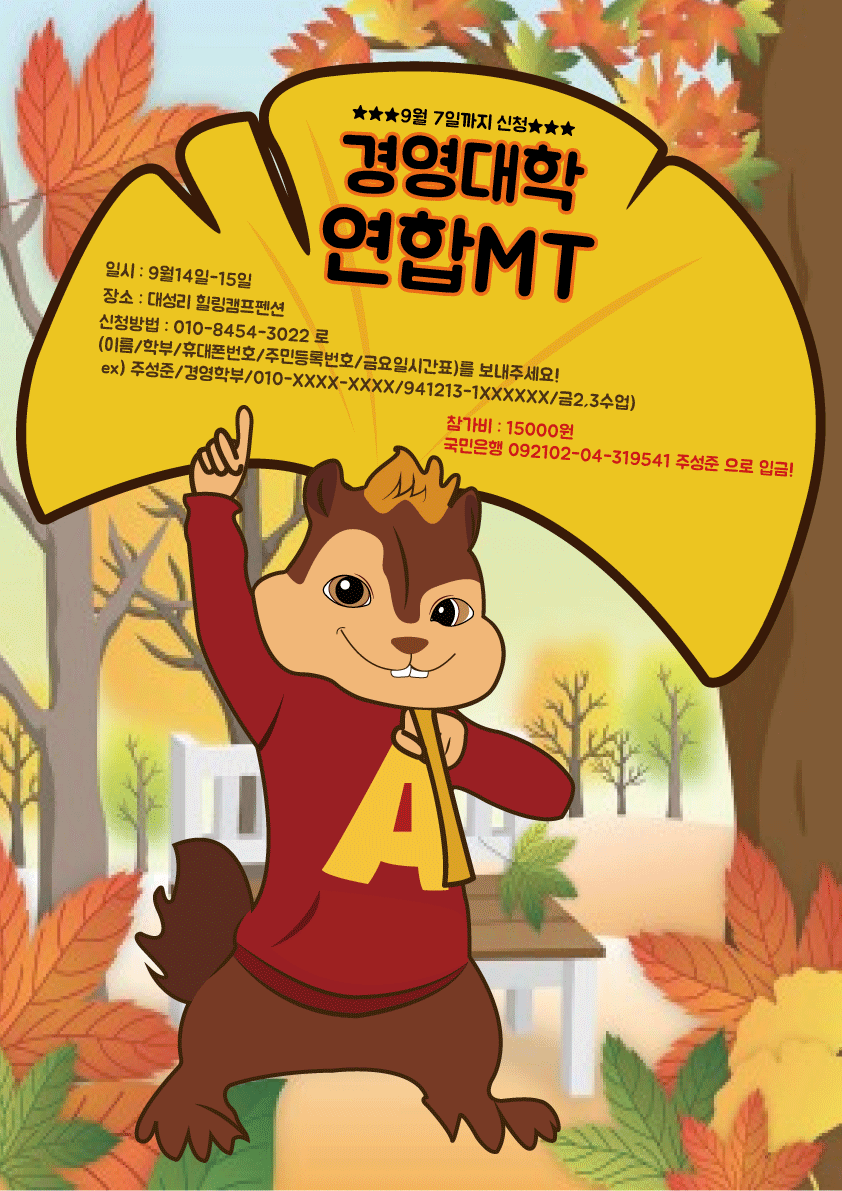 ★★★9월 7일까지 신청★★★
경영대학
연합MT
일시 : 9월14일-15일
장소 : 대성리 힐링캠프펜션
신청방법 : 010-8454-3022 로
(이름/학부/휴대폰번호/주민등록번호/금요일시간표)를 보내주세요!
ex) 주성준/경영학부/010-XXXX-XXXX/941213-1XXXXXX/금2,3수업)
참가비 : 15000원
국민은행 092102-04-319541 주성준 으로 입금!
A